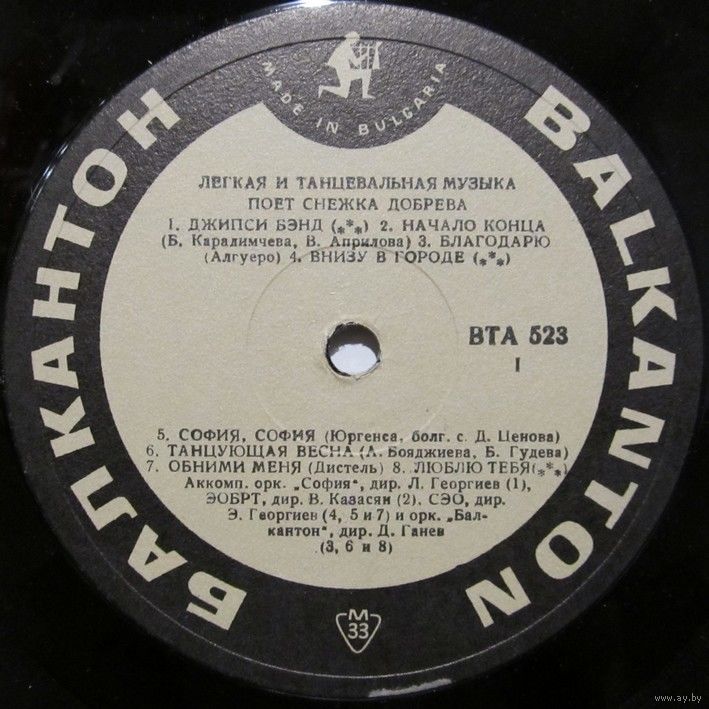 MADE IN BULGARIA
БАЛКАНТОН
BALKANTON
ЛЕГКАЯ И ТАНЦЕВАЛЬНАЯ МУЗЫКА
ПОЕТ СНЕЖКА ДОБРЕВА
1. ДЖИПСИ БЭНД (***) 2. НАЧАЛО КОНЦА
(Б. Карадимчева, В. Априлова) 3. БЛАГОДАРЮ
(Алгуеро) 4. ВНИЗУ В ГОРОДЕ (***)
ВТА 523
I
5. СОФИЯ, СОФИЯ (Юргенса, болг. с. Д. Ценова)
6. ТАНЦУЮЩАЯ ВЕСНА (А. Бояджиева, Б. Гудева)
7. ОБНИМИ МЕНЯ (Дистель) 8. ЛЮБЛЮ ТЕБЯ(***)
Аккомп. орк. „София“, дир. Л. Георгиев (1),
ЭОБРТ, дир. В. Казасян (2). СЭО, дир.
Э. Георгиев (4, 5 и 7) и орк. „Бал-
кантон“, дир. Д. Ганев
(3, 6 и 8)
М
33
www.ay.by